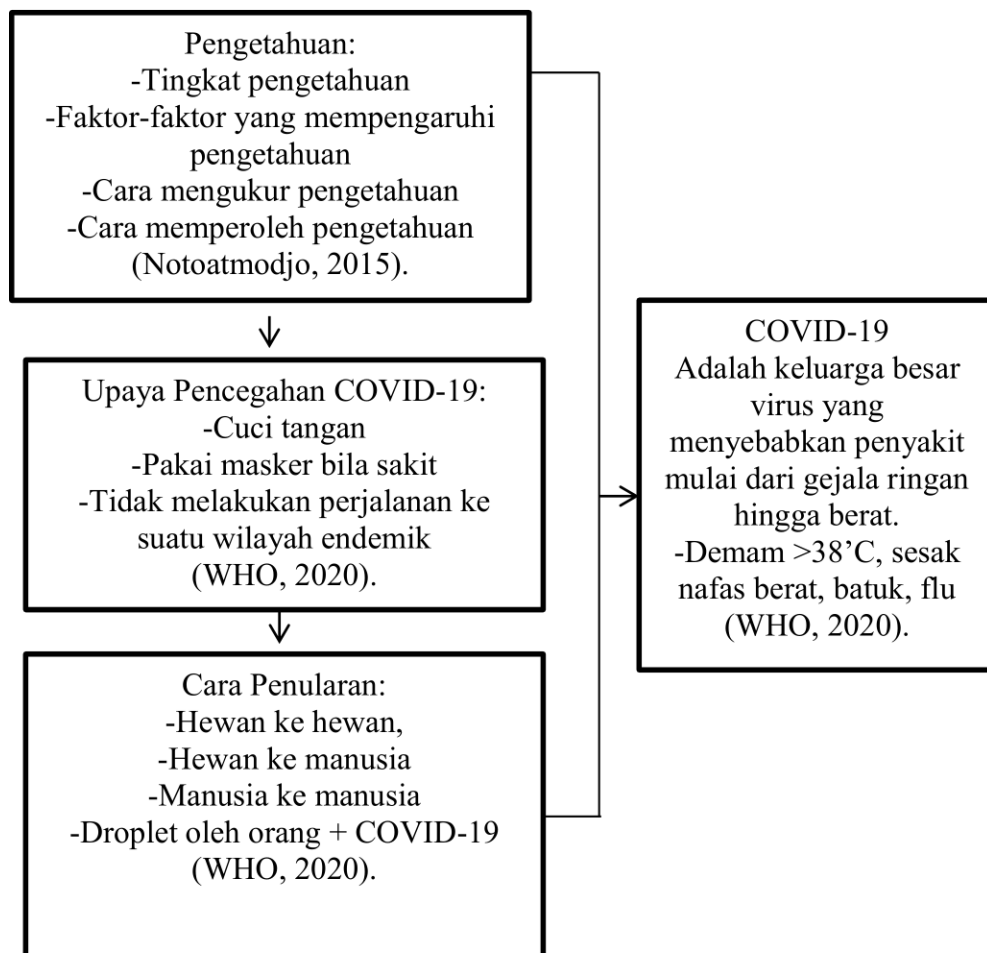 Pengetahuan:
-Tingkat pengetahuan
-Faktor-faktor yang mempengaruhi
pengetahuan
-Cara mengukur pengetahuan
-Cara memperoleh pengetahuan
(Notoatmodjo, 2015).
Upaya Pencegahan COVID-19:
-Cuci tangan
-Pakai masker bila sakit
-Tidak melakukan perjalanan ke
suatu wilayah endemik
(WHO, 2020).
Cara Penularan:
-Hewan ke hewan,
-Hewan ke manusia
-Manusia ke manusia
-Droplet oleh orang + COVID-19
(WHO, 2020).
COVID-19
Adalah keluarga besar
virus yang
menyebabkan penyakit
mulai dari gejala ringan
hingga berat.
-Demam >38’C, sesak
nafas berat, batuk, flu
(WHO, 2020).